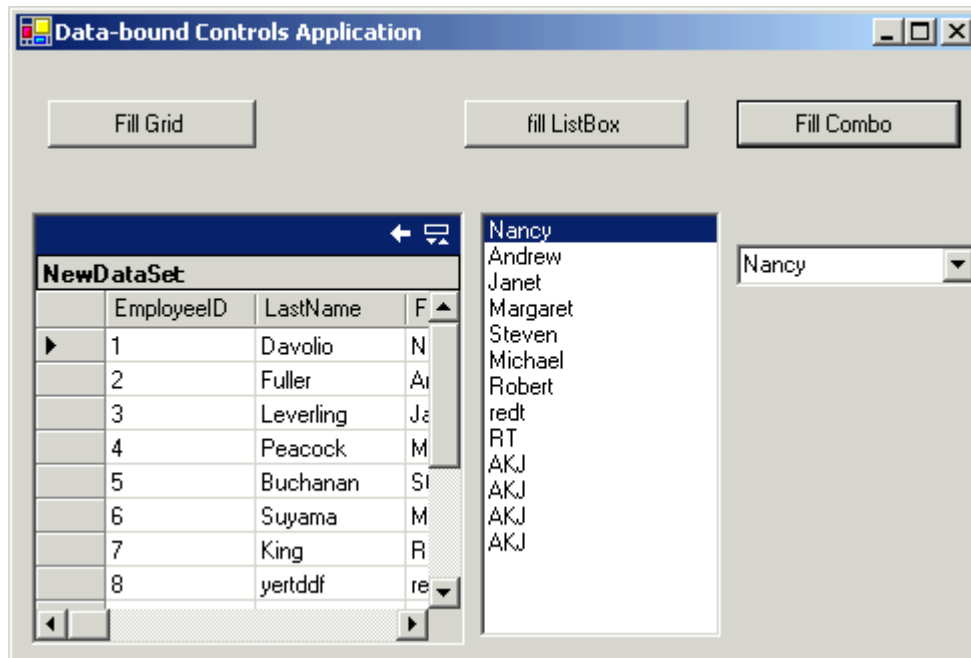 Data-bound Controls Application
Fill Grid
fill ListBox
Fill Combo
NewDataSet
EmployeeID LastName F
1 Davolio N
2 Fuller
3 Leverling
4 Peacock M
5 Buchanan
6 Suyama M
7 King R
8 yertddf re
Nancy
Andrew
Janet
Margaret
Steven
Michael
Robert
redt
RT
AKJ
AKJ
AKJ
AKJ
Nancy